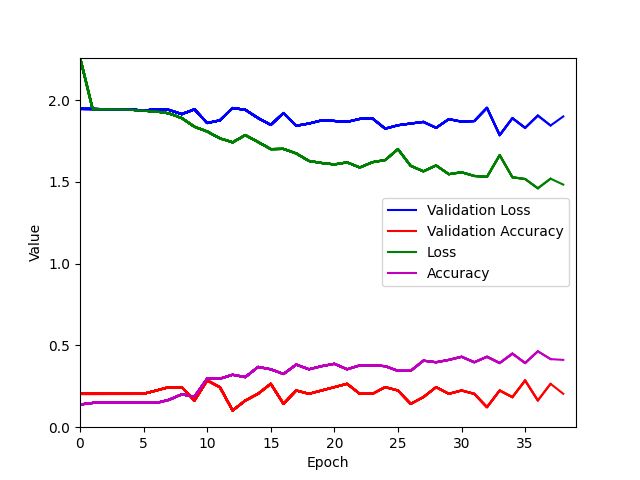 2.0
1.5
1.0
0.5
0.0
Value
Validation Loss
Validation Accuracy
Loss
Accuracy
0 5 10 15 20 25 30 35
Epoch